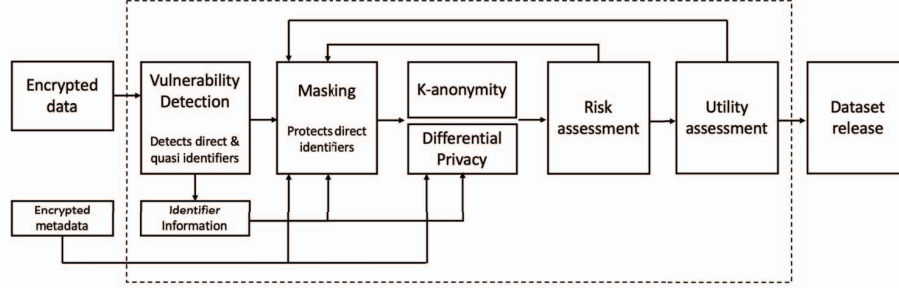 Encrypted
data
Vulnerability
Detection
Detects direct &
quasi identifiers
Masking
Protects direct
identifiers
K-anonymity
Differential
Privacy
Risk
assessment
Utility
assessment
Dataset
release
Encrypted
metadata
Identifier
Information